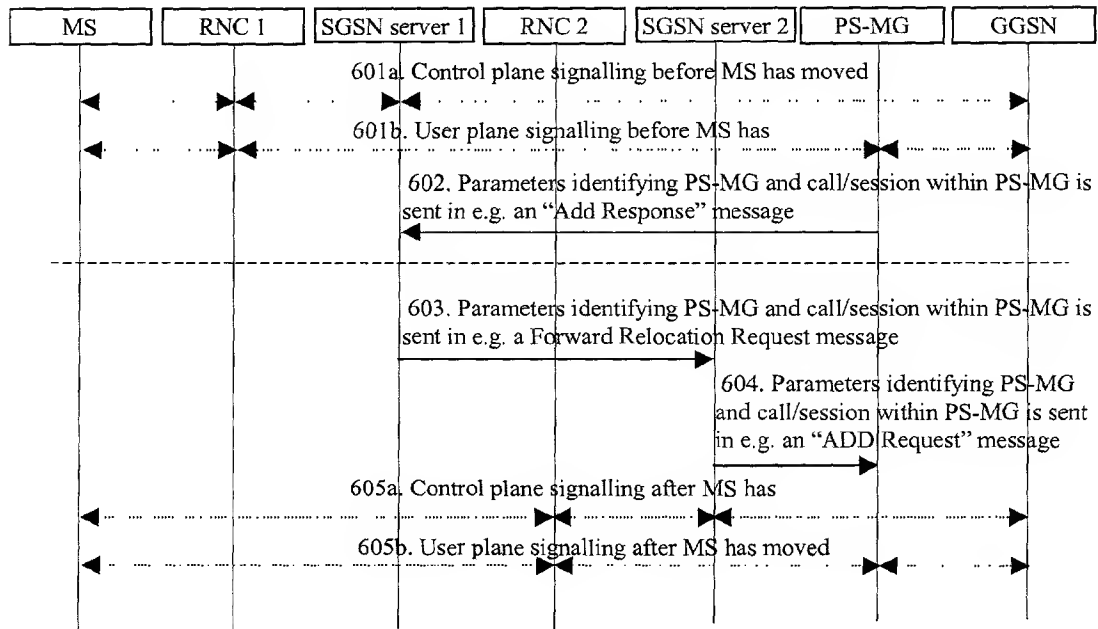 MS RNC 1 SGSN server 1 RNC 2 SGSN server 2 PS-MG GGSN
601a. Control plane signalling before MS has moved
601b. User plane signalling before MS has
602. Parameters identifying PS-MG and call/session within PS-MG is
sent in e.g. an “Add Response” message
603. Parameters identifying PS-MG and call/session within PS-MG is
sent in e.g. a Forward Relocation Request message
604. Parameters identifying PS-MG
and call/session within PS-MG is sent
in e.g. an “ADD Request” message
605a. Control plane signalling after MS has
605b. User plane signalling after MS has moved